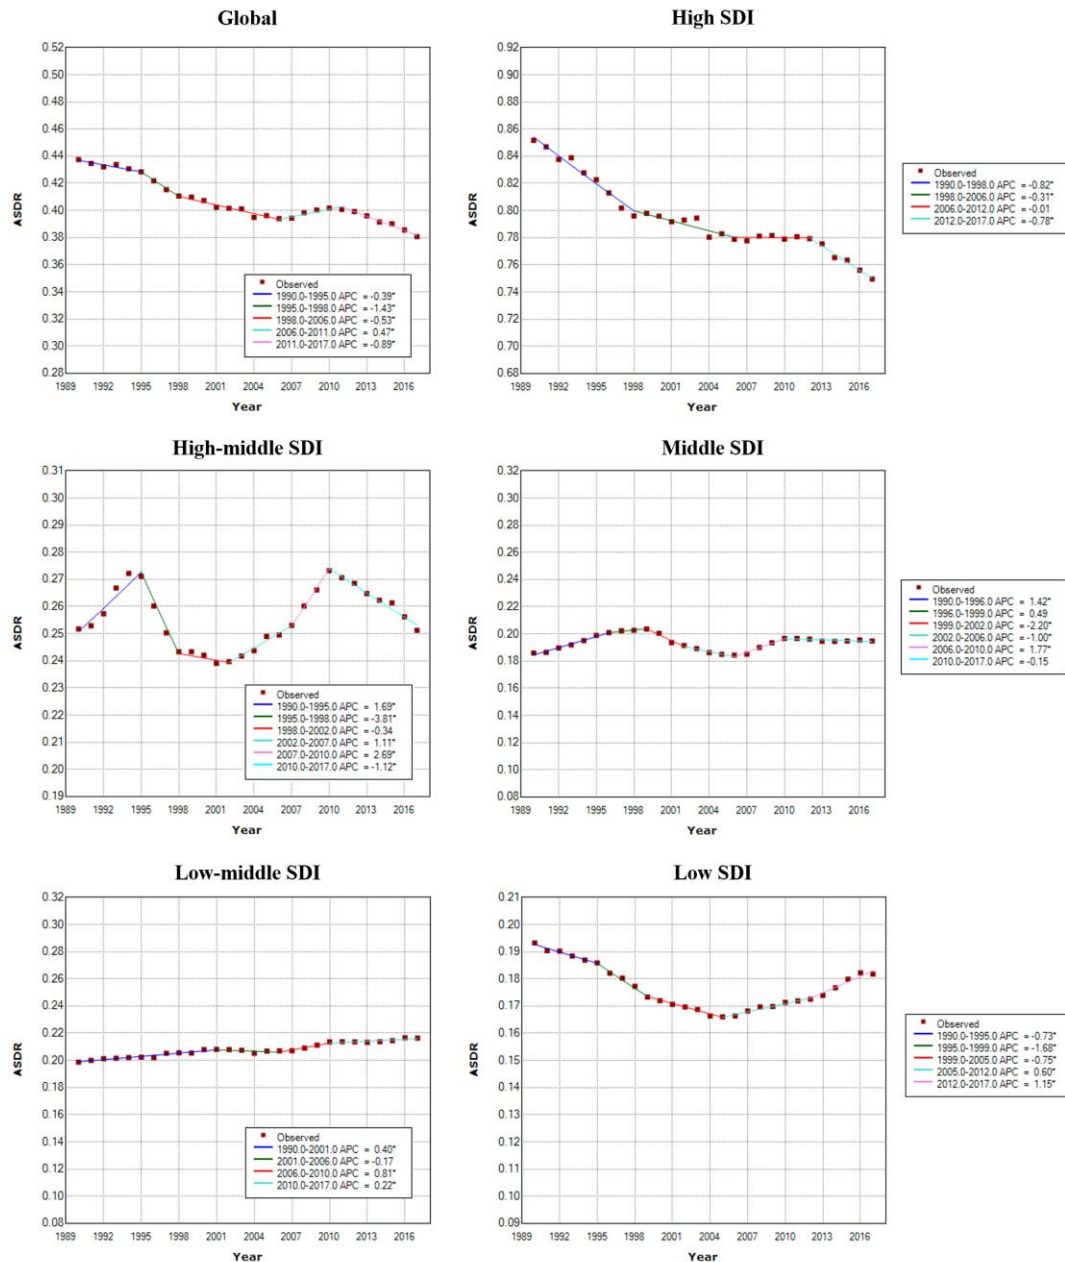 Global
0.52
0.50
0.48
0.46
0.44
0.42
0.40
0.38
0.36
0.34
0.32
0.30
0.28
ASDR
1989 1992 1995 1998 2001 2004 2007 2010 2013 2016
Year
Observed
1990.0-1995.0 APC = -0.39*
1995.0-1998.0 APC = -1.43*
1998.0-2006.0 APC = -0.53*
2006.0-2011.0 APC = 0.47*
2011.0-2017.0 APC = -0.89*
High SDI
0.92
0.90
0.88
0.86
0.84
0.82
0.80
0.78
0.76
0.74
0.72
0.70
0.68
ASDR
1989 1992 1995 1998 2001 2004 2007 2010 2013 2016
Year
Observed
1990.0-1998.0 APC = -0.82*
1998.0-2006.0 APC = -0.31*
2006.0-2012.0 APC = -0.01
2012.0-2017.0 APC = -0.78*
High-middle SDI
0.31
0.30
0.29
0.28
0.27
0.26
0.25
0.24
0.23
0.22
0.21
0.20
0.19
ASDR
1989 1992 1995 1998 2001 2004 2007 2010 2013 2016
Year
Observed
1990.0-1995.0 APC = 1.69*
1995.0-1998.0 APC = -3.81*
1998.0-2002.0 APC = -0.34
2002.0-2007.0 APC = 1.11*
2007.0-2010.0 APC = 2.69*
2010.0-2017.0 APC = -1.12*
Middle SDI
0.32
0.30
0.28
0.26
0.24
0.22
0.20
0.18
0.16
0.14
0.12
0.10
0.08
ASDR
1989 1992 1995 1998 2001 2004 2007 2010 2013 2016
Year
Observed
1990.0-1996.0 APC = 1.42*
1996.0-1999.0 APC = 0.49
1999.0-2002.0 APC = -2.20*
2002.0-2006.0 APC = -1.00*
2006.0-2010.0 APC = 1.77*
2010.0-2017.0 APC = -0.15
Low-middle SDI
0.32
0.30
0.28
0.26
0.24
0.22
0.20
0.18
0.16
0.14
0.12
0.10
0.08
ASDR
1989 1992 1995 1998 2001 2004 2007 2010 2013 2016
Year
Observed
1990.0-2001.0 APC = 0.40*
2001.0-2006.0 APC = -0.17
2006.0-2010.0 APC = 0.81*
2010.0-2017.0 APC = 0.22*
Low SDI
0.21
0.20
0.19
0.18
0.17
0.16
0.15
0.14
0.13
0.12
0.11
0.10
0.09
ASDR
1989 1992 1995 1998 2001 2004 2007 2010 2013 2016
Year
Observed
1990.0-1995.0 APC = -0.73*
1995.0-1999.0 APC = -1.68*
1999.0-2005.0 APC = -0.75*
2005.0-2012.0 APC = 0.60*
2012.0-2017.0 APC = 1.15*